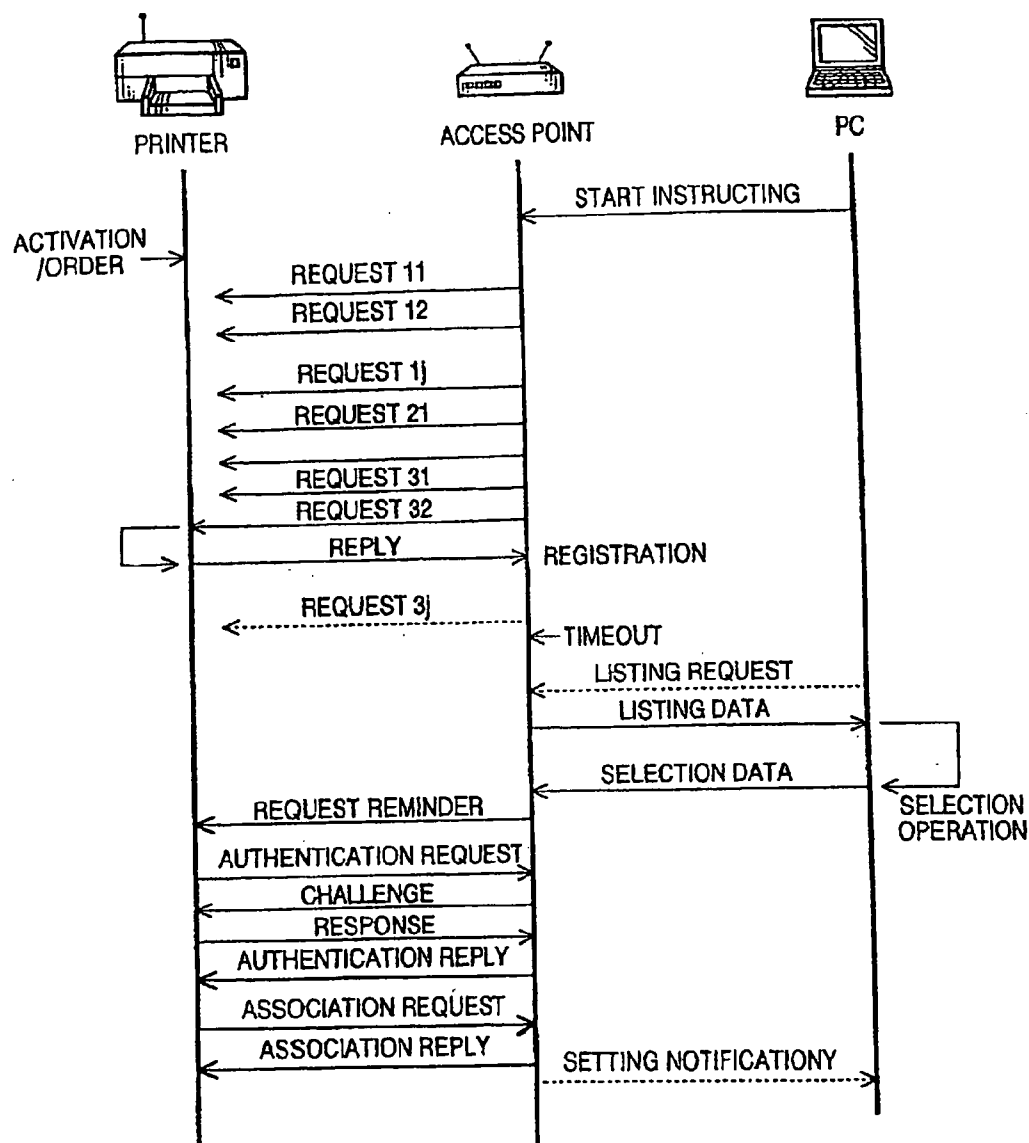 PRINTER
ACCESS POINT
PC
START INSTRUCTING
ACTIVATION
/ORDER
REQUEST 11
REQUEST 12
REQUEST 1j
REQUEST 21
REQUEST 31
REQUEST 32
REPLY
REGISTRATION
REQUEST 3j
TIMEOUT
LISTING REQUEST
LISTING DATA
SELECTION DATA
SELECTION
OPERATION
REQUEST REMINDER
AUTHENTICATION REQUEST
CHALLENGE
RESPONSE
AUTHENTICATION REPLY
ASSOCIATION REQUEST
ASSOCIATION REPLY
SETTING NOTIFICATIONY